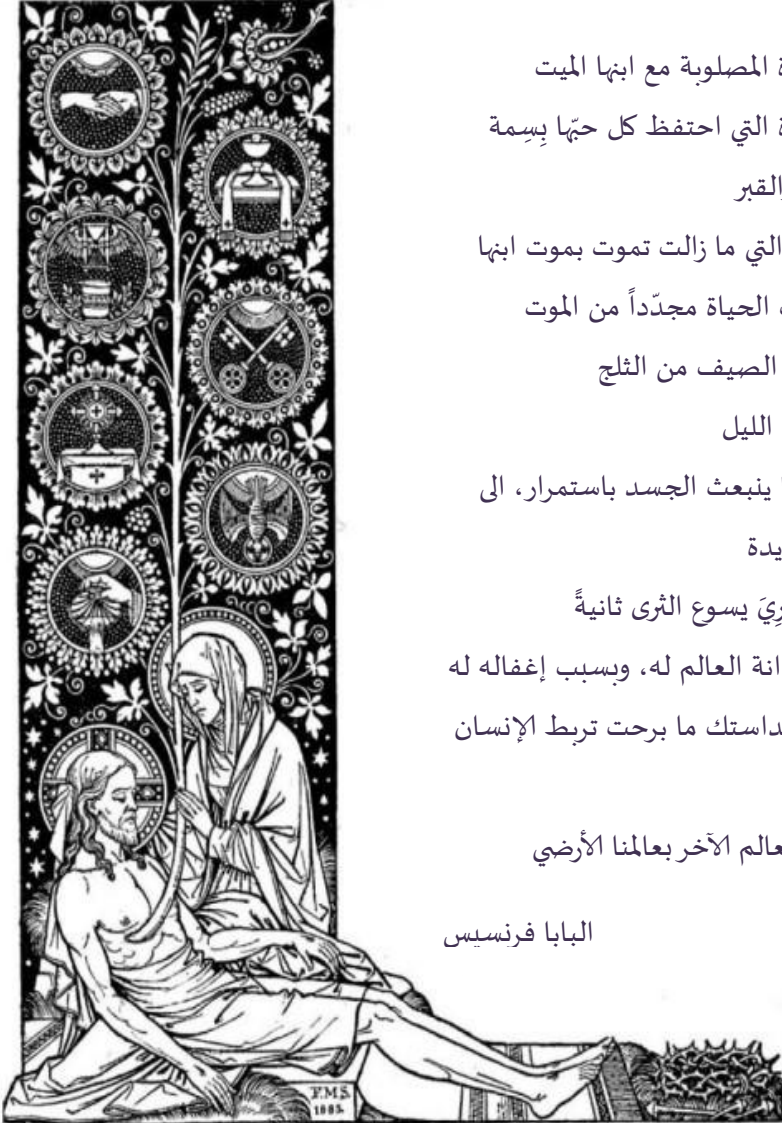 المصلوبة مع ابنها الميت
التي احتفظ كل حبّها بِسِمة
القبر
التي ما زالت تموت بموت ابنها
الحياة مجدّداً من الموت
الصيف من الثلج
الليل
ينبعث الجسد باستمرار، الى
يسوع الثرى ثانيةً
العالم له، وبسبب إغفاله له
ما برحت تربط الإنسان
الآخر بعالمنا الأرضي
البابا فرنسيس
F.M.S.
1885.